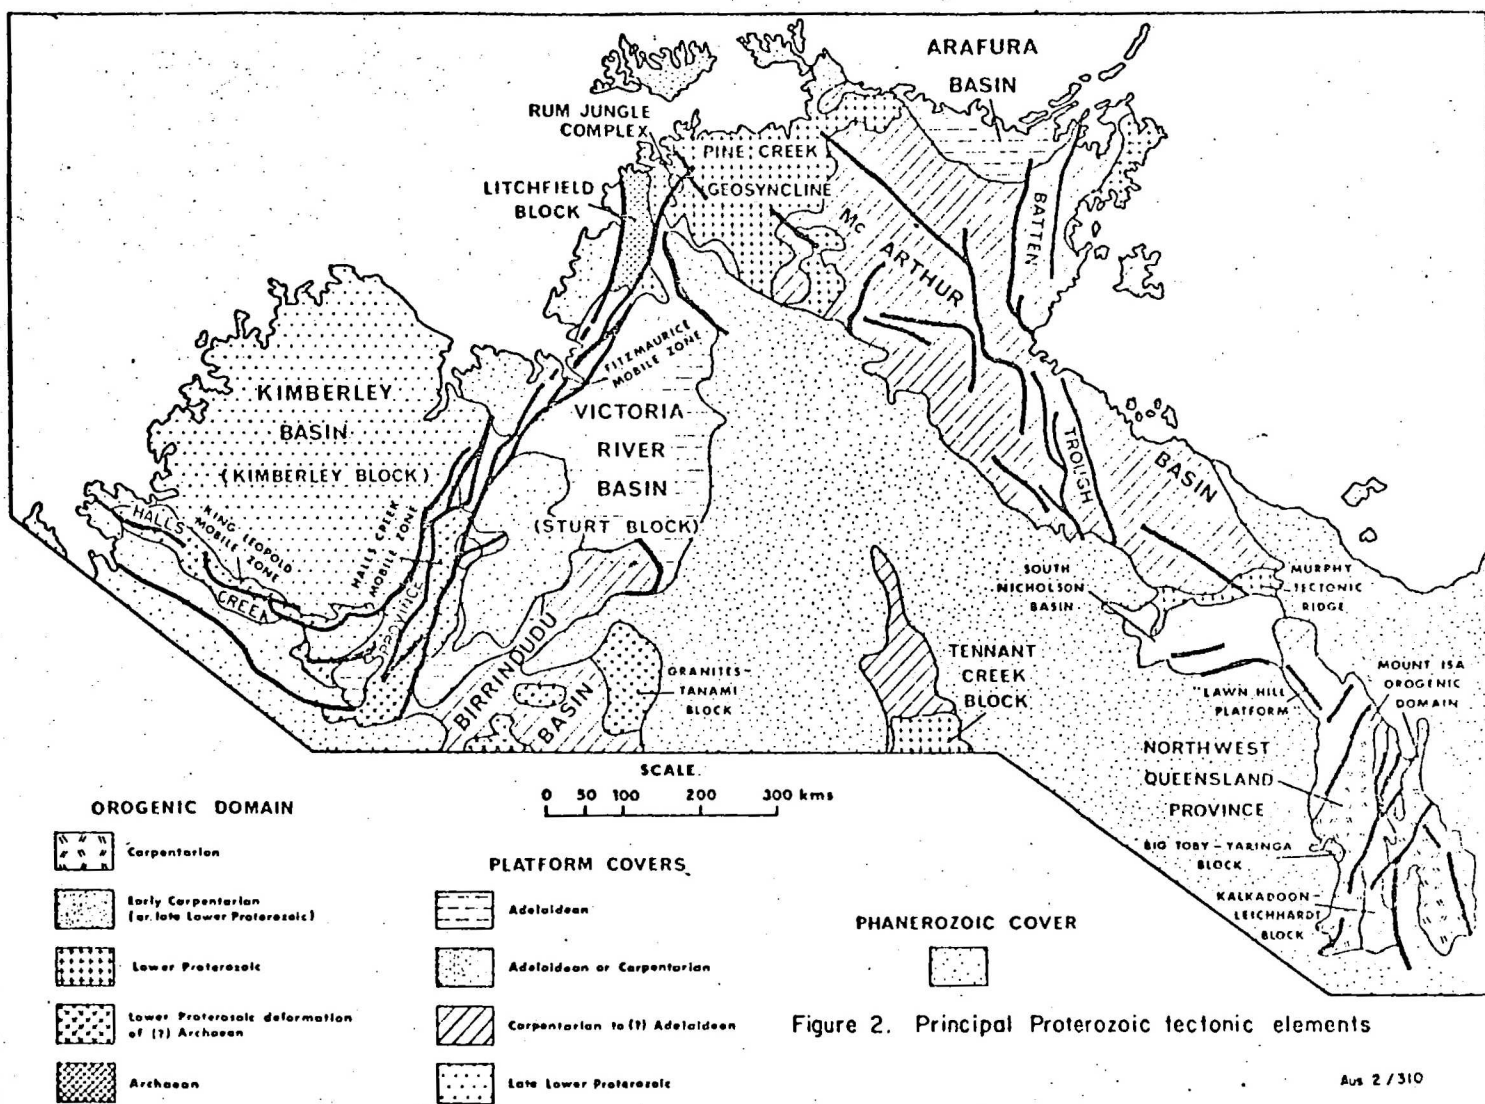 ARAFURA
BASIN
RUM JUNGLE
COMPLEX
PINE CREEK
GEOSYNCLINE
LITCHFIELD
BLOCK
Mc
ARTHUR
BATTEN
TROUGH
BASIN
FITZMAURICE
MOBILE ZONE
KIMBERLEY
BASIN
(KIMBERLEY BLOCK)
VICTORIA
RIVER
BASIN
(STURT BLOCK)
HALLS
CREEK
PROVINCE
KING LEOPOLD
MOBILE ZONE
HALLS CREEK
MOBILE ZONE
SOUTH
NICHOLSON
BASIN
MURPHY
TECTONIC
RIDGE
BIRRINDUDU
BASIN
GRANITES-
TANAMI
BLOCK
TENNANT
CREEK
BLOCK
LAWN HILL
PLATFORM
MOUNT ISA
OROGENIC
DOMAIN
NORTHWEST
QUEENSLAND
PROVINCE
BIG TOBY-YARINGA
BLOCK
KALKADOON-
LEICHHARDT
BLOCK
SCALE
0 50 100 200 300 kms
OROGENIC DOMAIN
Carpentarian
Early Carpentarian
(or late Lower Proterozoic)
Lower Proterozoic
Lower Proterozoic deformation
of (?) Archaean
Archaean
PLATFORM COVERS
Adelaidean
Adelaidean or Carpentarian
Carpentarian to (?) Adelaidean
Late Lower Proterozoic
PHANEROZOIC COVER
Figure 2. Principal Proterozoic tectonic elements
Aus 2/310